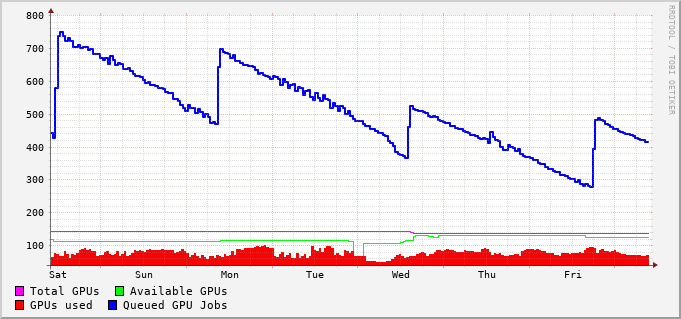 800
700
600
500
400
300
200
100
Sat Sun Mon Tue Wed Thu Fri
Total GPUs Available GPUs
GPUs used Queued GPU Jobs
RRDTOOL / TOBI OETIKER